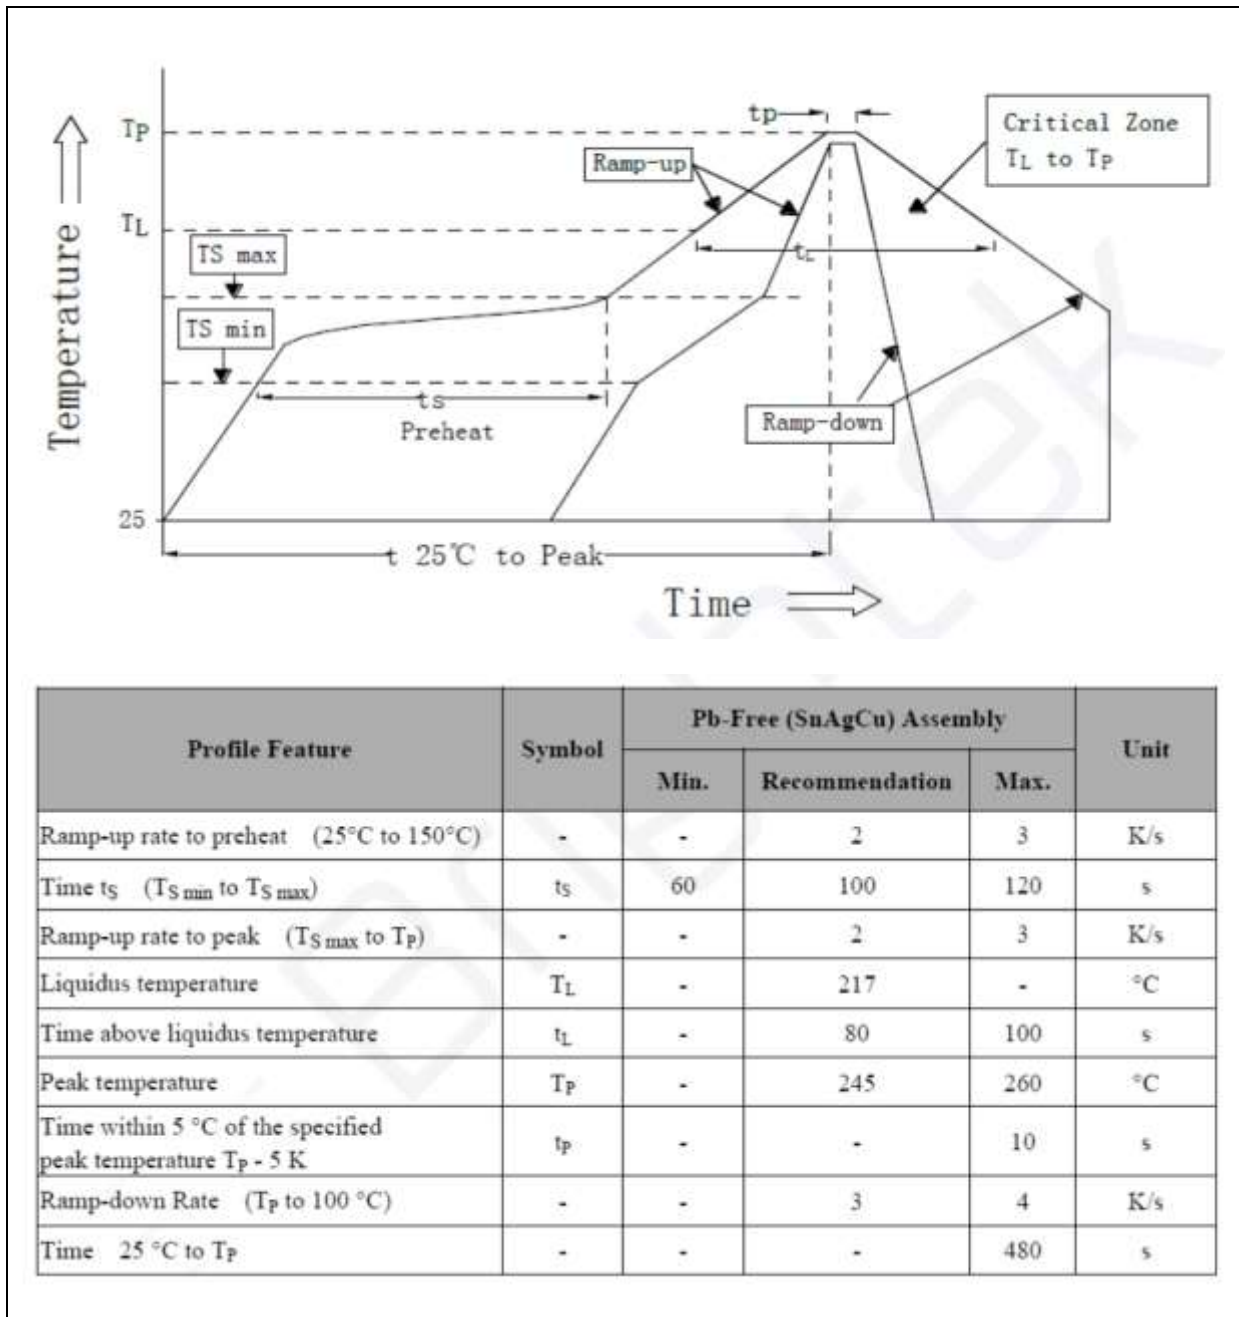 tp
TP
Critical Zone
TL to TP
Ramp-up
TL
tL
TS max
TS min
ts
Preheat
Ramp-down
Temperature
25
t 25℃ to Peak
Time
Profile Feature Symbol Pb-Free (SnAgCu) Assembly Unit
Min. Recommendation Max.
Ramp-up rate to preheat (25°C to 150°C) - - 2 3 K/s
Time tS (TS min to TS max) tS 60 100 120 s
Ramp-up rate to peak (TS max to TP) - - 2 3 K/s
Liquidus temperature TL - 217 - °C
Time above liquidus temperature tL - 80 100 s
Peak temperature TP - 245 260 °C
Time within 5 °C of the specified
peak temperature TP - 5 K tP - - 10 s
Ramp-down Rate (TP to 100 °C) - - 3 4 K/s
Time 25 °C to TP - - - 480 s